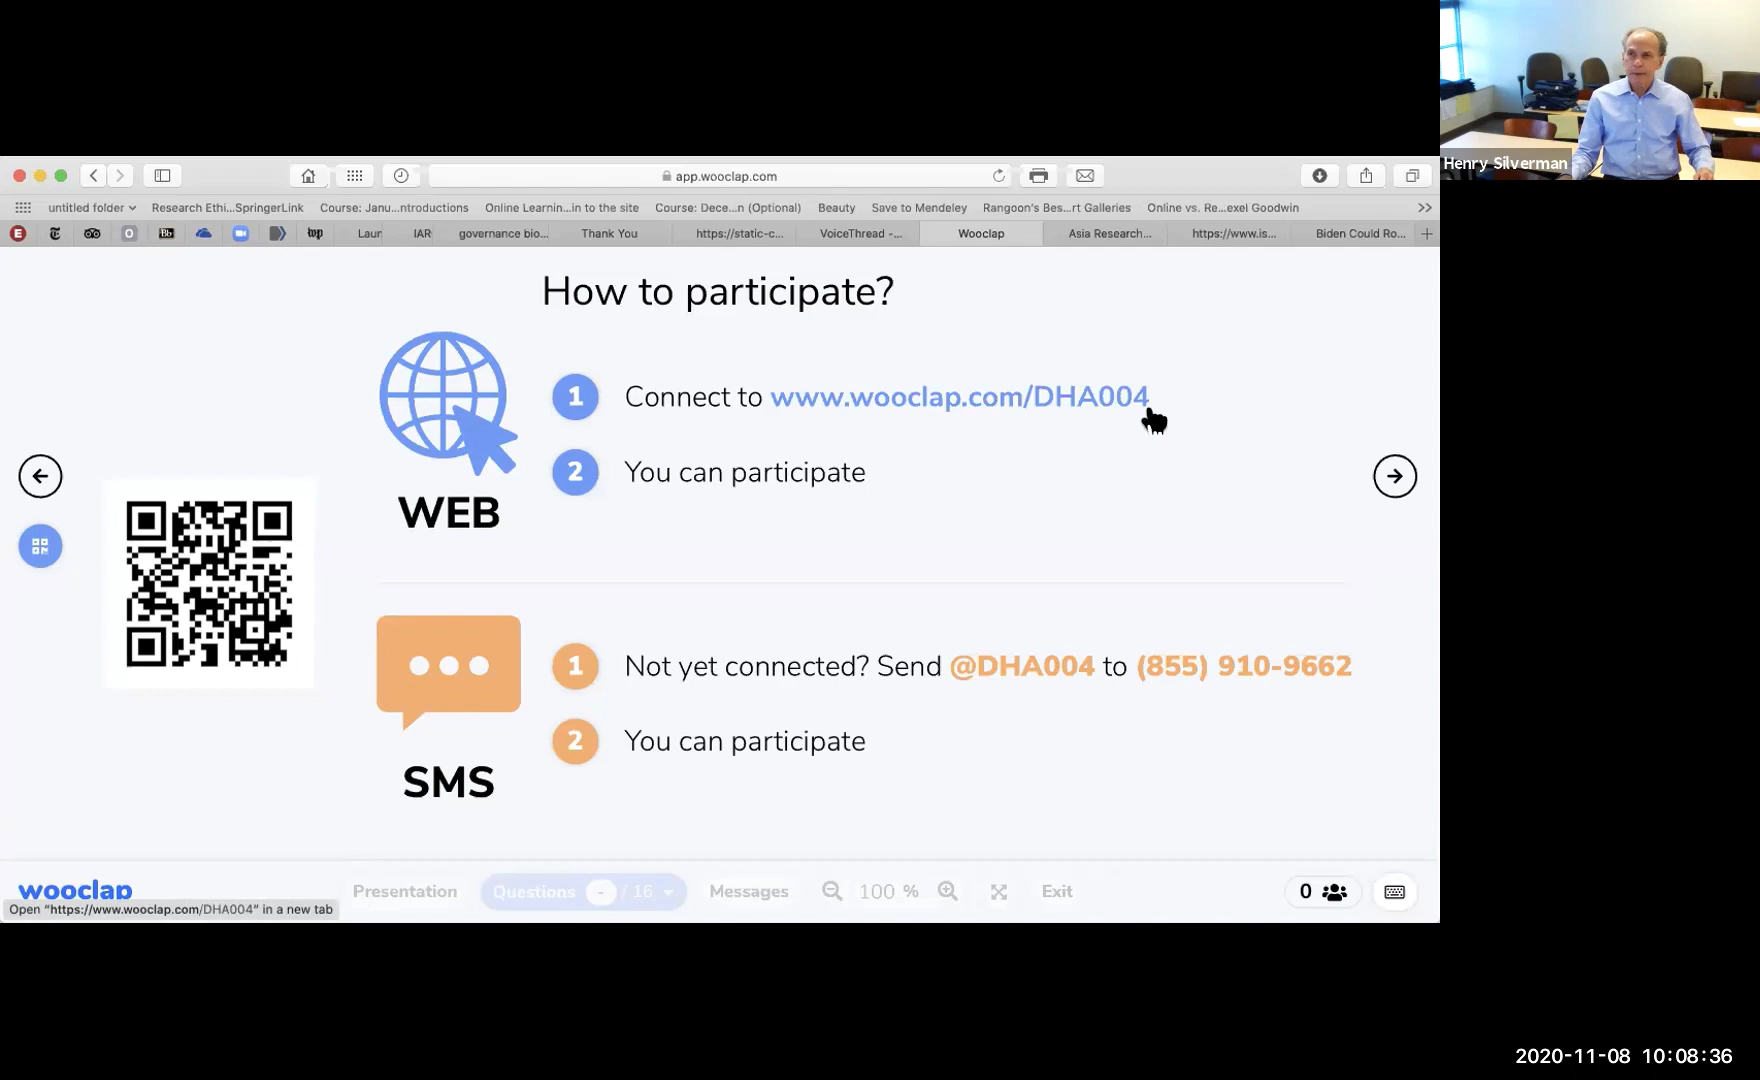 Henry Silverman
app.wooclap.com
untitled folder Research Ethi...SpringerLink Course: Janu...ntroductions Online Learnin...in to the site Course: Dece...n (Optional) Beauty Save to Mendeley Rangoon's Bes...rt Galleries Online vs. Re...exel Goodwin >>
E T O Bb wp Laun IAR governance bio... Thank You https://static-c... VoiceThread -... Wooclap Asia Research... https://www.is... Biden Could Ro... +
How to participate?
1 Connect to www.wooclap.com/DHA004
2 You can participate
WEB
1 Not yet connected? Send @DHA004 to (855) 910-9662
2 You can participate
SMS
wooclap Presentation Questions - / 16 Messages 100 % Exit 0
Open "https://www.wooclap.com/DHA004" in a new tab
2020-11-08 10:08:36